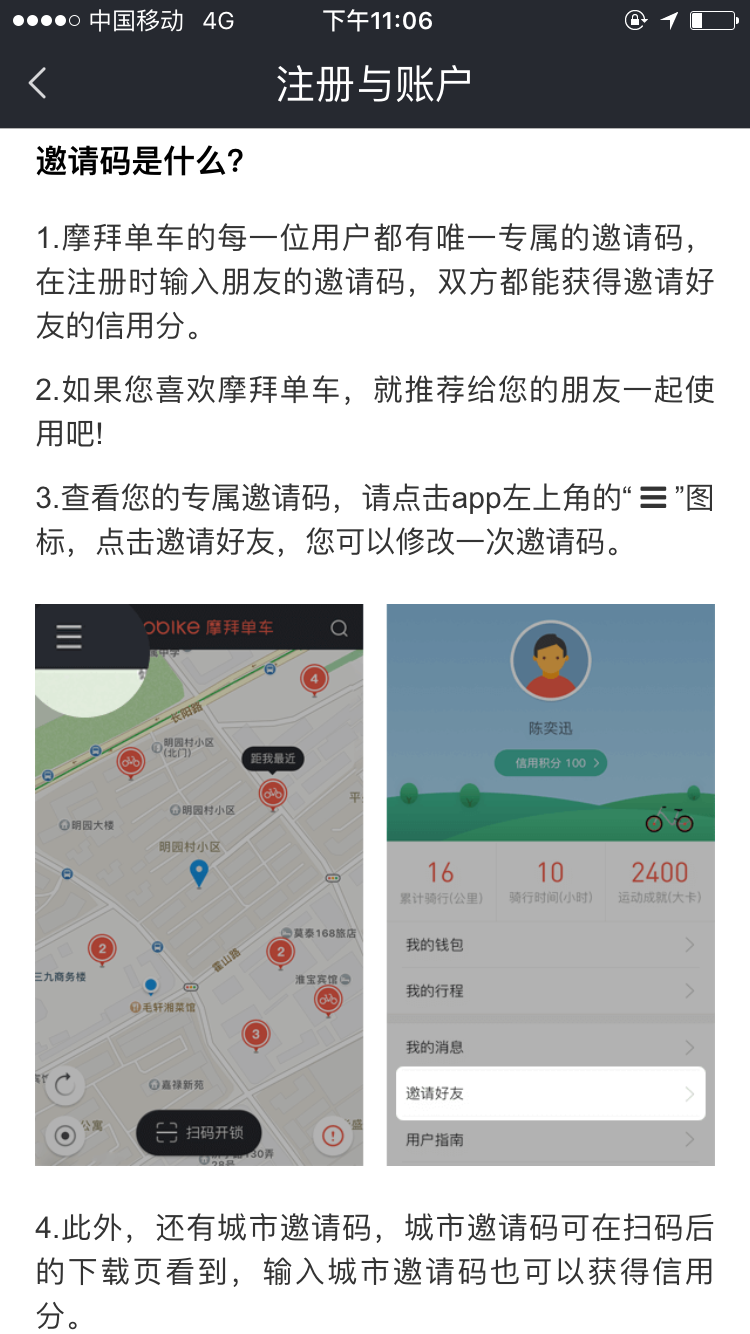 中国移动 4G 下午11:06
注册与账户
邀请码是什么?
1.摩拜单车的每一位用户都有唯一专属的邀请码，
在注册时输入朋友的邀请码，双方都能获得邀请好
友的信用分。
2.如果您喜欢摩拜单车，就推荐给您的朋友一起使
用吧!
3.查看您的专属邀请码，请点击app左上角的“☰”图
标，点击邀请好友，您可以修改一次邀请码。
obike 摩拜单车
4
长阳路
明园村小区
(北门)
距我最近
平
明园村小区
明园大楼
明园村小区
莫泰168旅店
2
2
霍山路
三九商务楼
淮宝宾馆
毛轩湘菜馆
3
嘉禄新苑
公寓
扫码开锁
盛
130弄
28号
陈奕迅
信用积分 100
16
10
2400
累计骑行(公里)
骑行时间(小时)
运动成就(大卡)
我的钱包
我的行程
我的消息
邀请好友
用户指南
4.此外，还有城市邀请码，城市邀请码可在扫码后
的下载页看到，输入城市邀请码也可以获得信用
分。